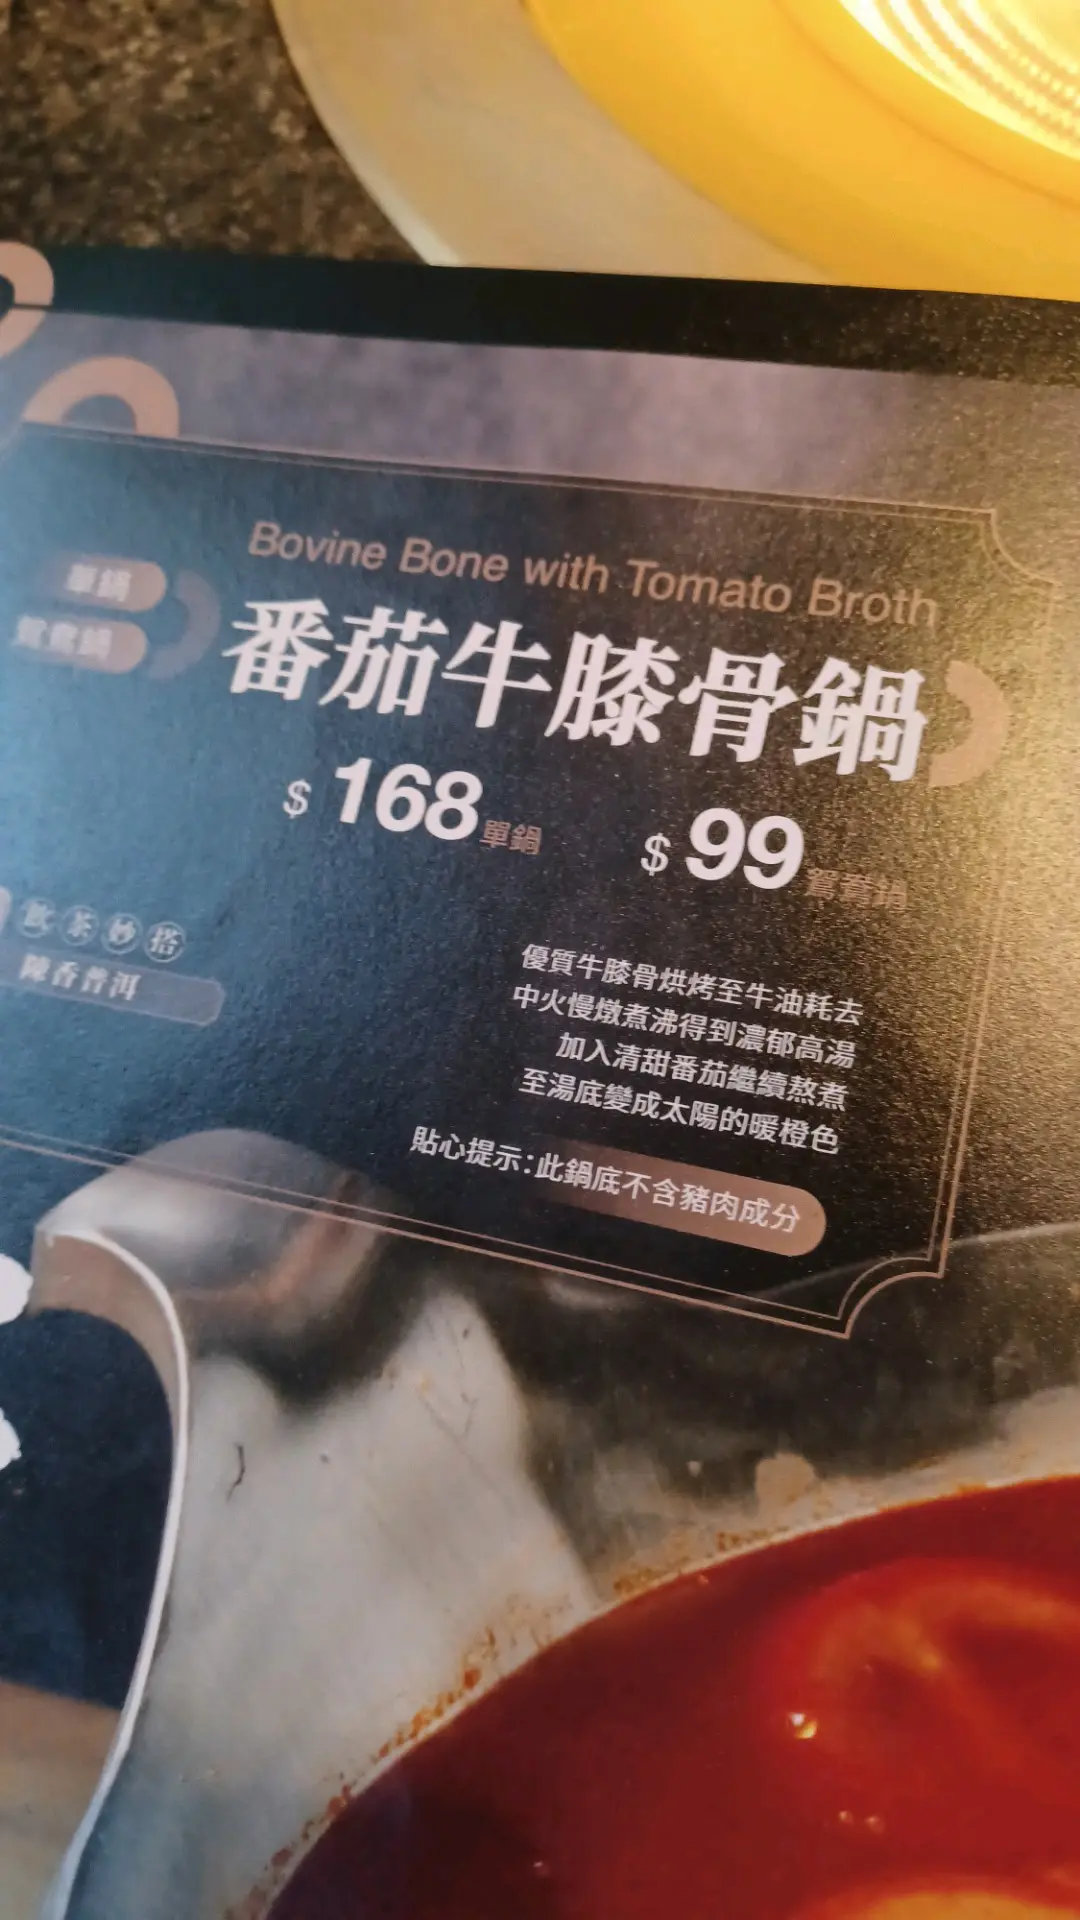 Bovine Bone with Tomato Broth
單鍋
鴛鴦鍋
番茄牛膝骨鍋
$ 168 單鍋
$ 99 鴛鴦鍋
飲茶妙搭
陳香普洱
優質牛膝骨烘烤至牛油耗去
中火慢燉煮沸得到濃郁高湯
加入清甜番茄繼續熬煮
至湯底變成太陽的暖橙色
貼心提示:此鍋底不含豬肉成分